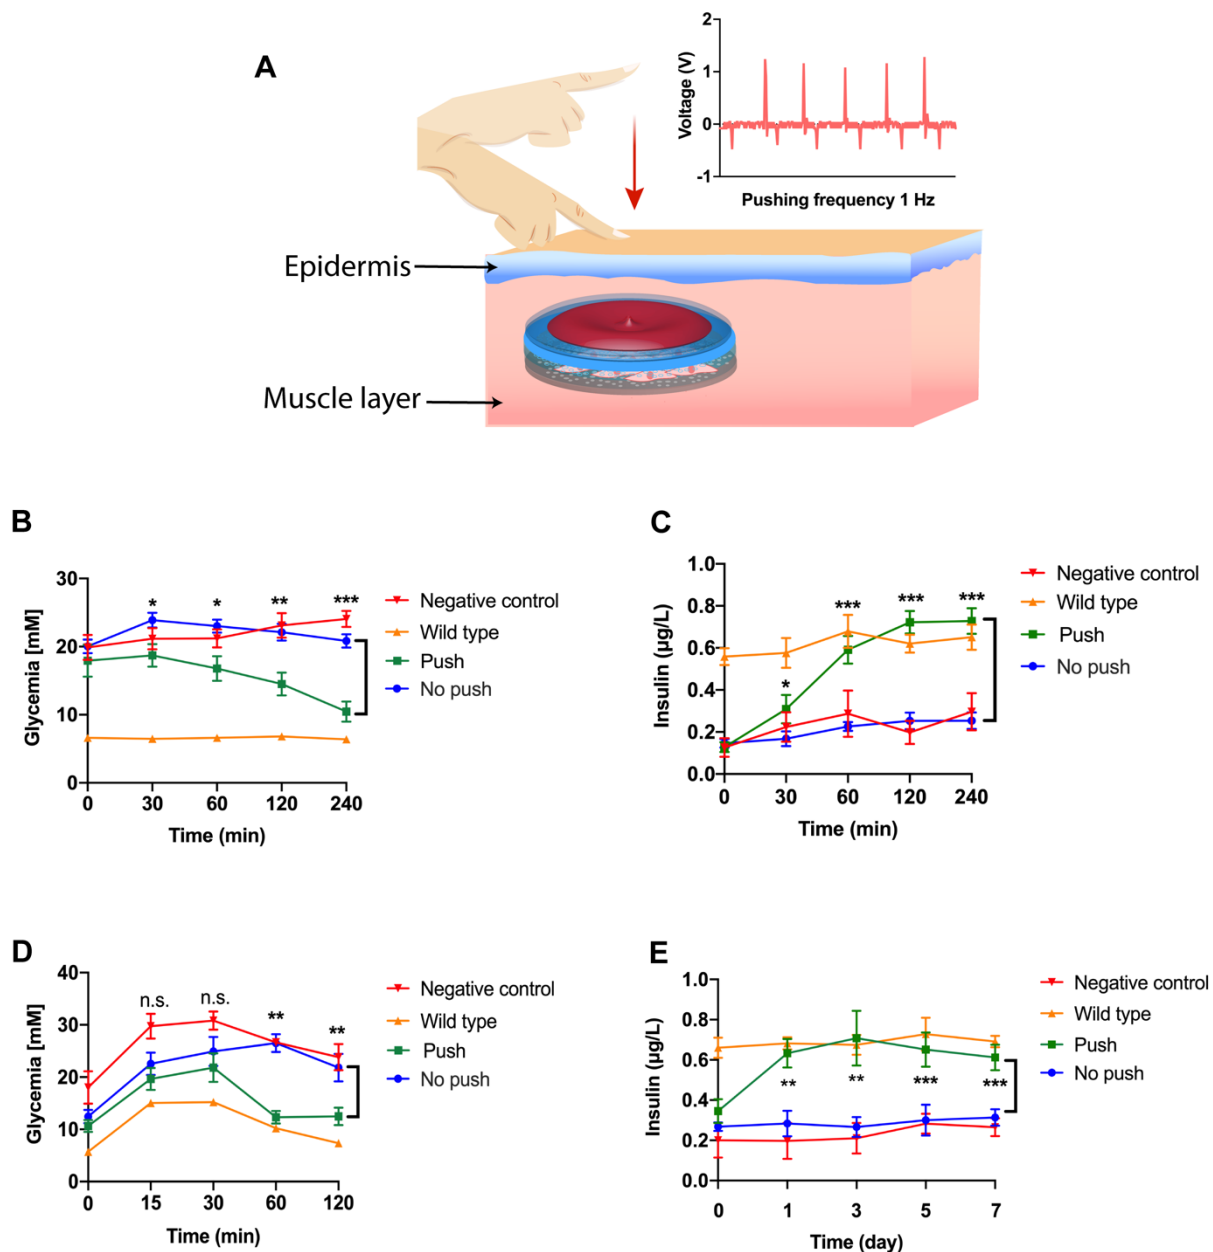 A
2
1
0
-1
Voltage (V)
Pushing frequency 1 Hz
Epidermis
Muscle layer
B
30
20
10
0
Glycemia [mM]
* * ** ***
0 30 60 120 240
Time (min)
Negative control
Wild type
Push
No push
C
1.0
0.8
0.6
0.4
0.2
0.0
Insulin (µg/L)
* *** *** ***
0 30 60 120 240
Time (min)
Negative control
Wild type
Push
No push
D
40
30
20
10
0
Glycemia [mM]
n.s. n.s. ** **
0 15 30 60 120
Time (min)
Negative control
Wild type
Push
No push
E
1.0
0.8
0.6
0.4
0.2
0.0
Insulin (µg/L)
** ** *** ***
0 1 3 5 7
Time (day)
Negative control
Wild type
Push
No push